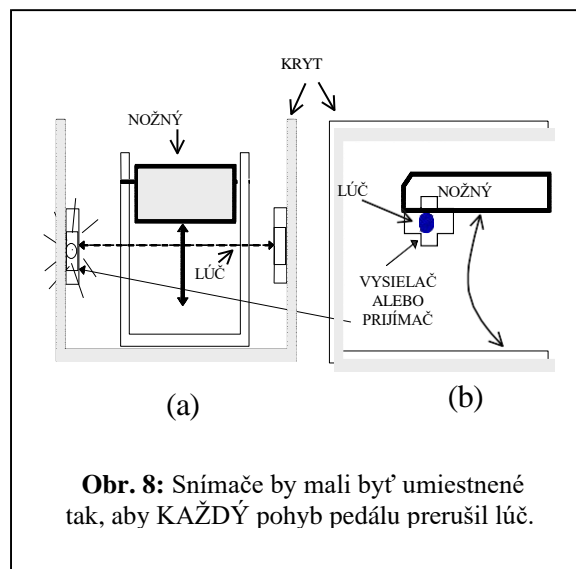 KRYT
NOŽNÝ
LÚČ
(a)
LÚČ
NOŽNÝ
VYSIELAČ
ALEBO
PRIJÍMAČ
(b)
Obr. 8: Snímače by mali byť umiestnené
tak, aby KAŽDÝ pohyb pedálu prerušil lúč.